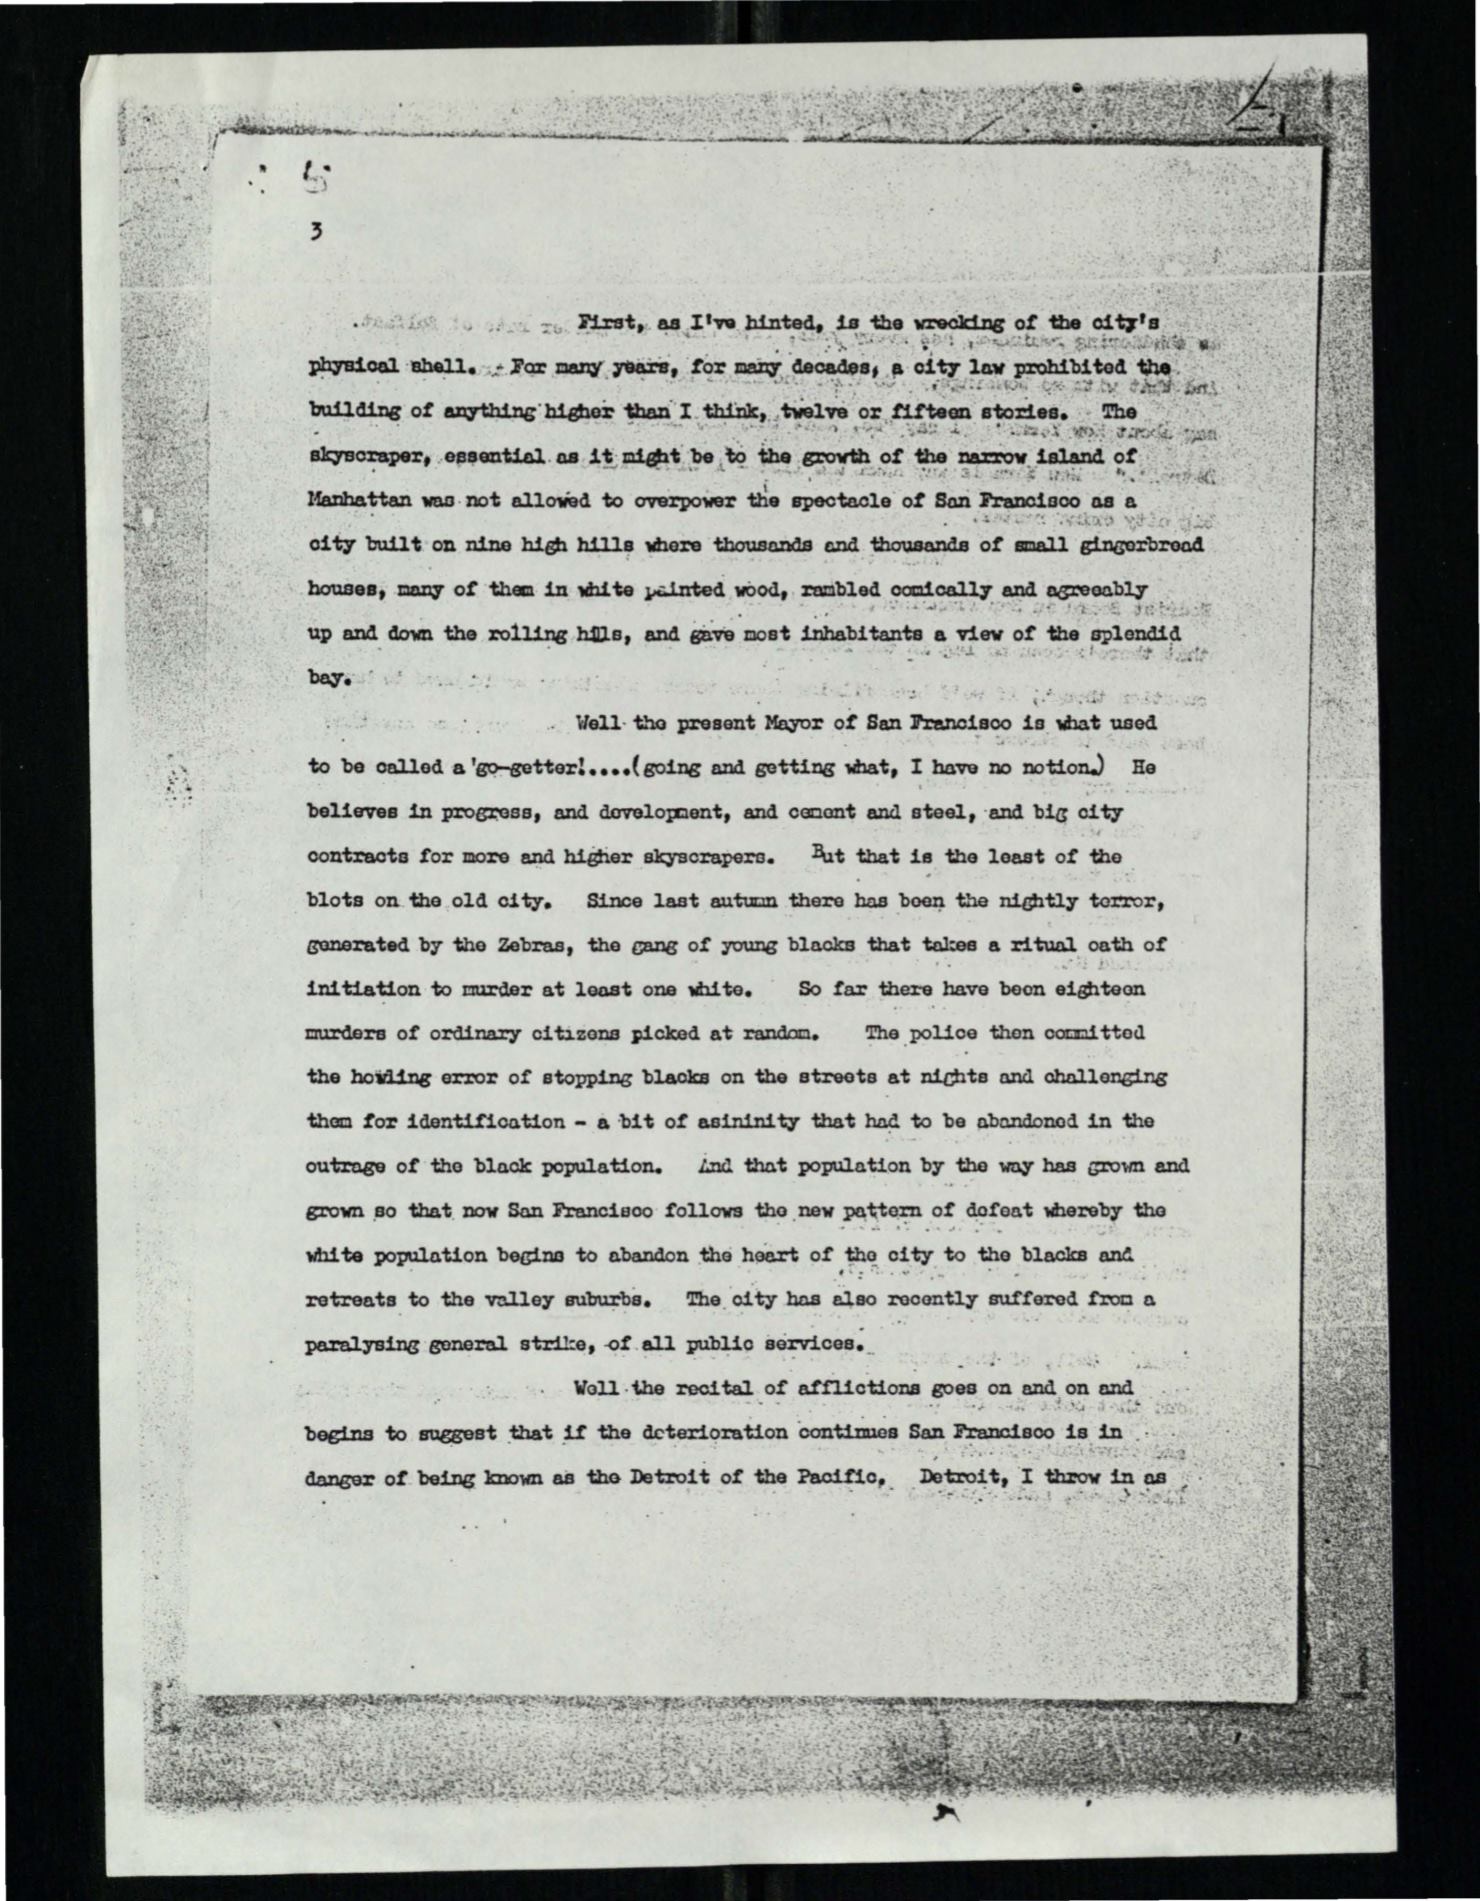 3
First, as I've hinted, is the wrecking of the city's
physical shell. - For many years, for many decades, a city law prohibited the
building of anything higher than I think, twelve or fifteen stories. The
skyscraper, essential as it might be to the growth of the narrow island of
Manhattan was not allowed to overpower the spectacle of San Francisco as a
city built on nine high hills where thousands and thousands of small gingerbread
houses, many of them in white painted wood, rambled comically and agreeably
up and down the rolling hills, and gave most inhabitants a view of the splendid
bay.
Well the present Mayor of San Francisco is what used
to be called a 'go-getter!....(going and getting what, I have no notion.) He
believes in progress, and development, and cement and steel, and big city
contracts for more and higher skyscrapers. But that is the least of the
blots on the old city. Since last autumn there has been the nightly terror,
generated by the Zebras, the gang of young blacks that takes a ritual oath of
initiation to murder at least one white. So far there have been eighteen
murders of ordinary citizens picked at random. The police then committed
the howling error of stopping blacks on the streets at nights and challenging
them for identification - a bit of asininity that had to be abandoned in the
outrage of the black population. And that population by the way has grown and
grown so that now San Francisco follows the new pattern of defeat whereby the
white population begins to abandon the heart of the city to the blacks and
retreats to the valley suburbs. The city has also recently suffered from a
paralysing general strike, of all public services.
Well the recital of afflictions goes on and on and
begins to suggest that if the deterioration continues San Francisco is in
danger of being known as the Detroit of the Pacific. Detroit, I throw in as